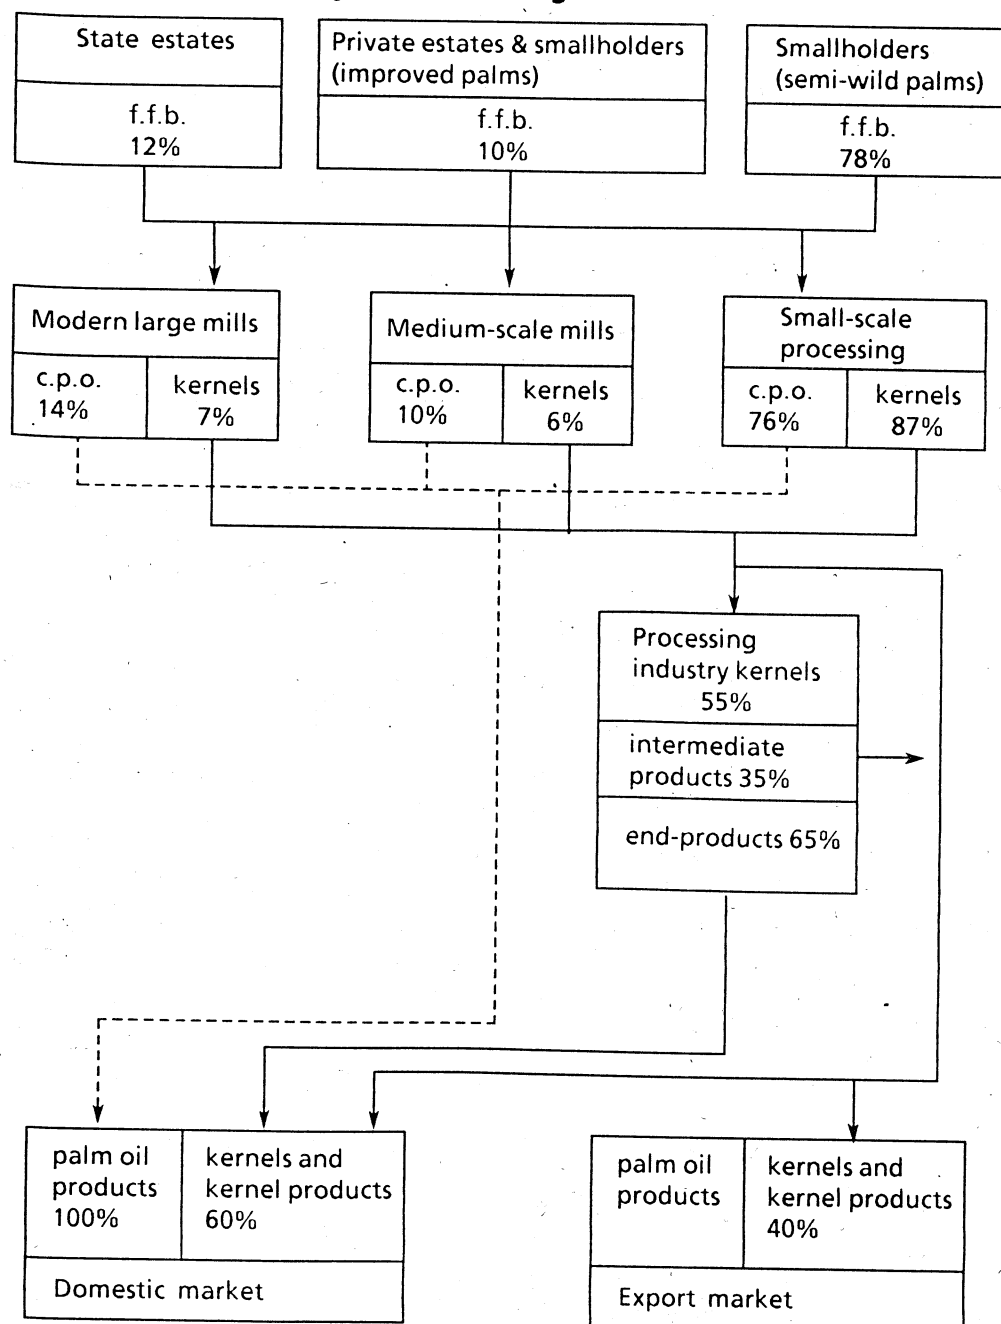 State estates
f.f.b.
12%
Private estates & smallholders
(improved palms)
f.f.b.
10%
Smallholders
(semi-wild palms)
f.f.b.
78%
Modern large mills
c.p.o.
14%
kernels
7%
Medium-scale mills
c.p.o.
10%
kernels
6%
Small-scale
processing
c.p.o.
76%
kernels
87%
Processing
industry kernels
55%
intermediate
products 35%
end-products 65%
palm oil
products
100%
kernels and
kernel products
60%
Domestic market
palm oil
products
kernels and
kernel products
40%
Export market